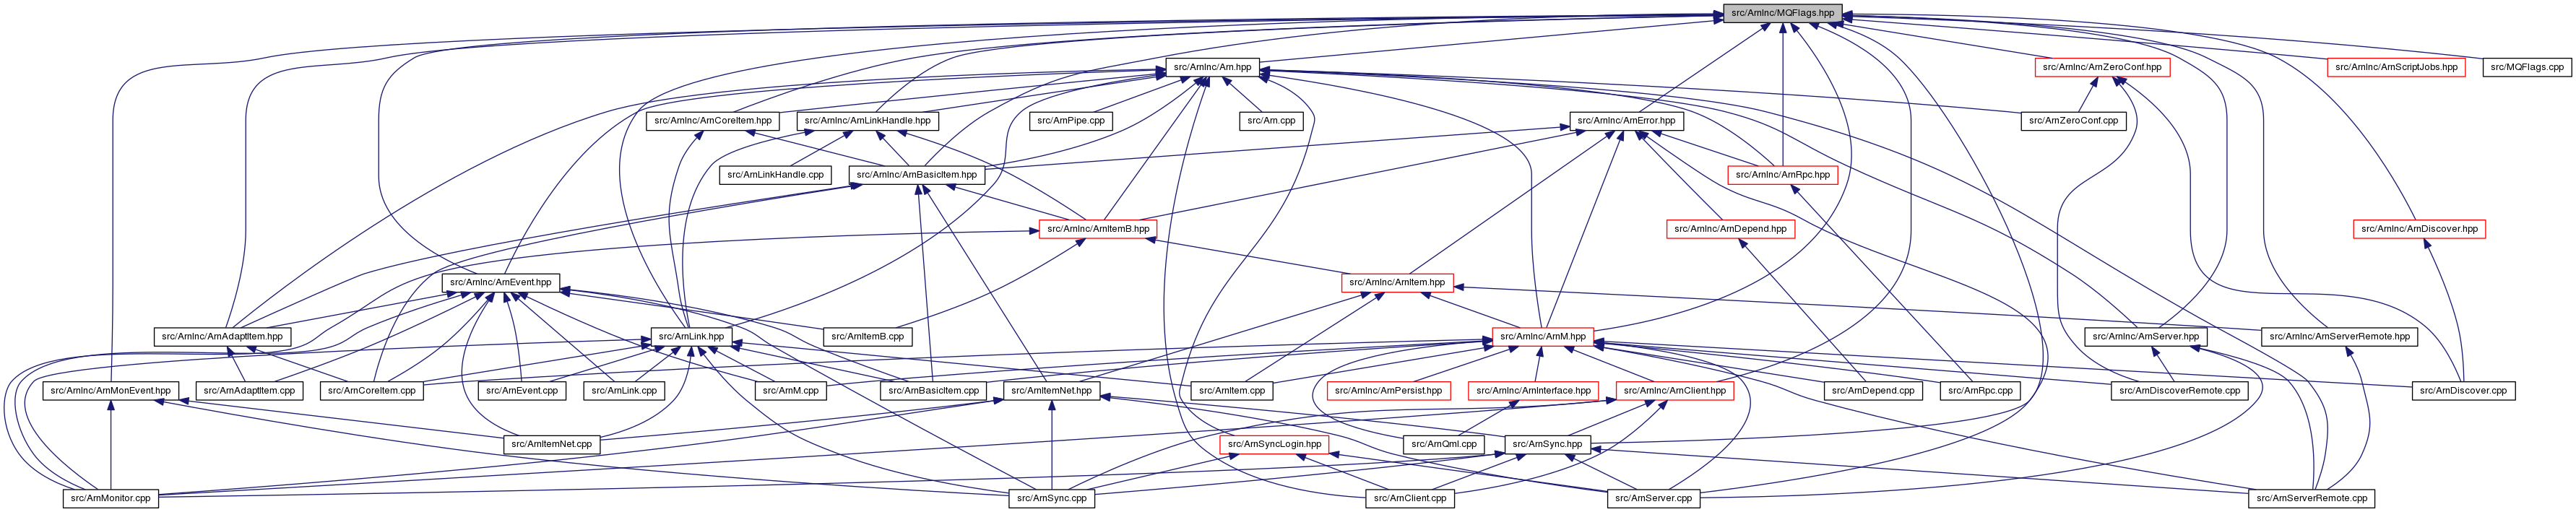 src/ArnInc/MQFlags.hpp
src/ArnInc/Arn.hpp
src/ArnInc/ArnZeroConf.hpp
src/ArnInc/ArnScriptJobs.hpp
src/MQFlags.cpp
src/ArnInc/ArnCoreItem.hpp
src/ArnInc/ArnLinkHandle.hpp
src/ArnPipe.cpp
src/Arn.cpp
src/ArnInc/ArnError.hpp
src/ArnZeroConf.cpp
src/ArnLinkHandle.cpp
src/ArnInc/ArnBasicItem.hpp
src/ArnInc/ArnRpc.hpp
src/ArnInc/ArnItemB.hpp
src/ArnInc/ArnDepend.hpp
src/ArnInc/ArnDiscover.hpp
src/ArnInc/ArnEvent.hpp
src/ArnInc/ArnItem.hpp
src/ArnInc/ArnAdaptItem.hpp
src/ArnLink.hpp
src/ArnItemB.cpp
src/ArnInc/ArnM.hpp
src/ArnInc/ArnServer.hpp
src/ArnInc/ArnServerRemote.hpp
src/ArnInc/ArnMonEvent.hpp
src/ArnAdaptItem.cpp
src/ArnCoreItem.cpp
src/ArnEvent.cpp
src/ArnLink.cpp
src/ArnM.cpp
src/ArnBasicItem.cpp
src/ArnItemNet.hpp
src/ArnItem.cpp
src/ArnInc/ArnPersist.hpp
src/ArnInc/ArnInterface.hpp
src/ArnInc/ArnClient.hpp
src/ArnDepend.cpp
src/ArnRpc.cpp
src/ArnDiscoverRemote.cpp
src/ArnDiscover.cpp
src/ArnItemNet.cpp
src/ArnSyncLogin.hpp
src/ArnQml.cpp
src/ArnSync.hpp
src/ArnMonitor.cpp
src/ArnSync.cpp
src/ArnClient.cpp
src/ArnServer.cpp
src/ArnServerRemote.cpp